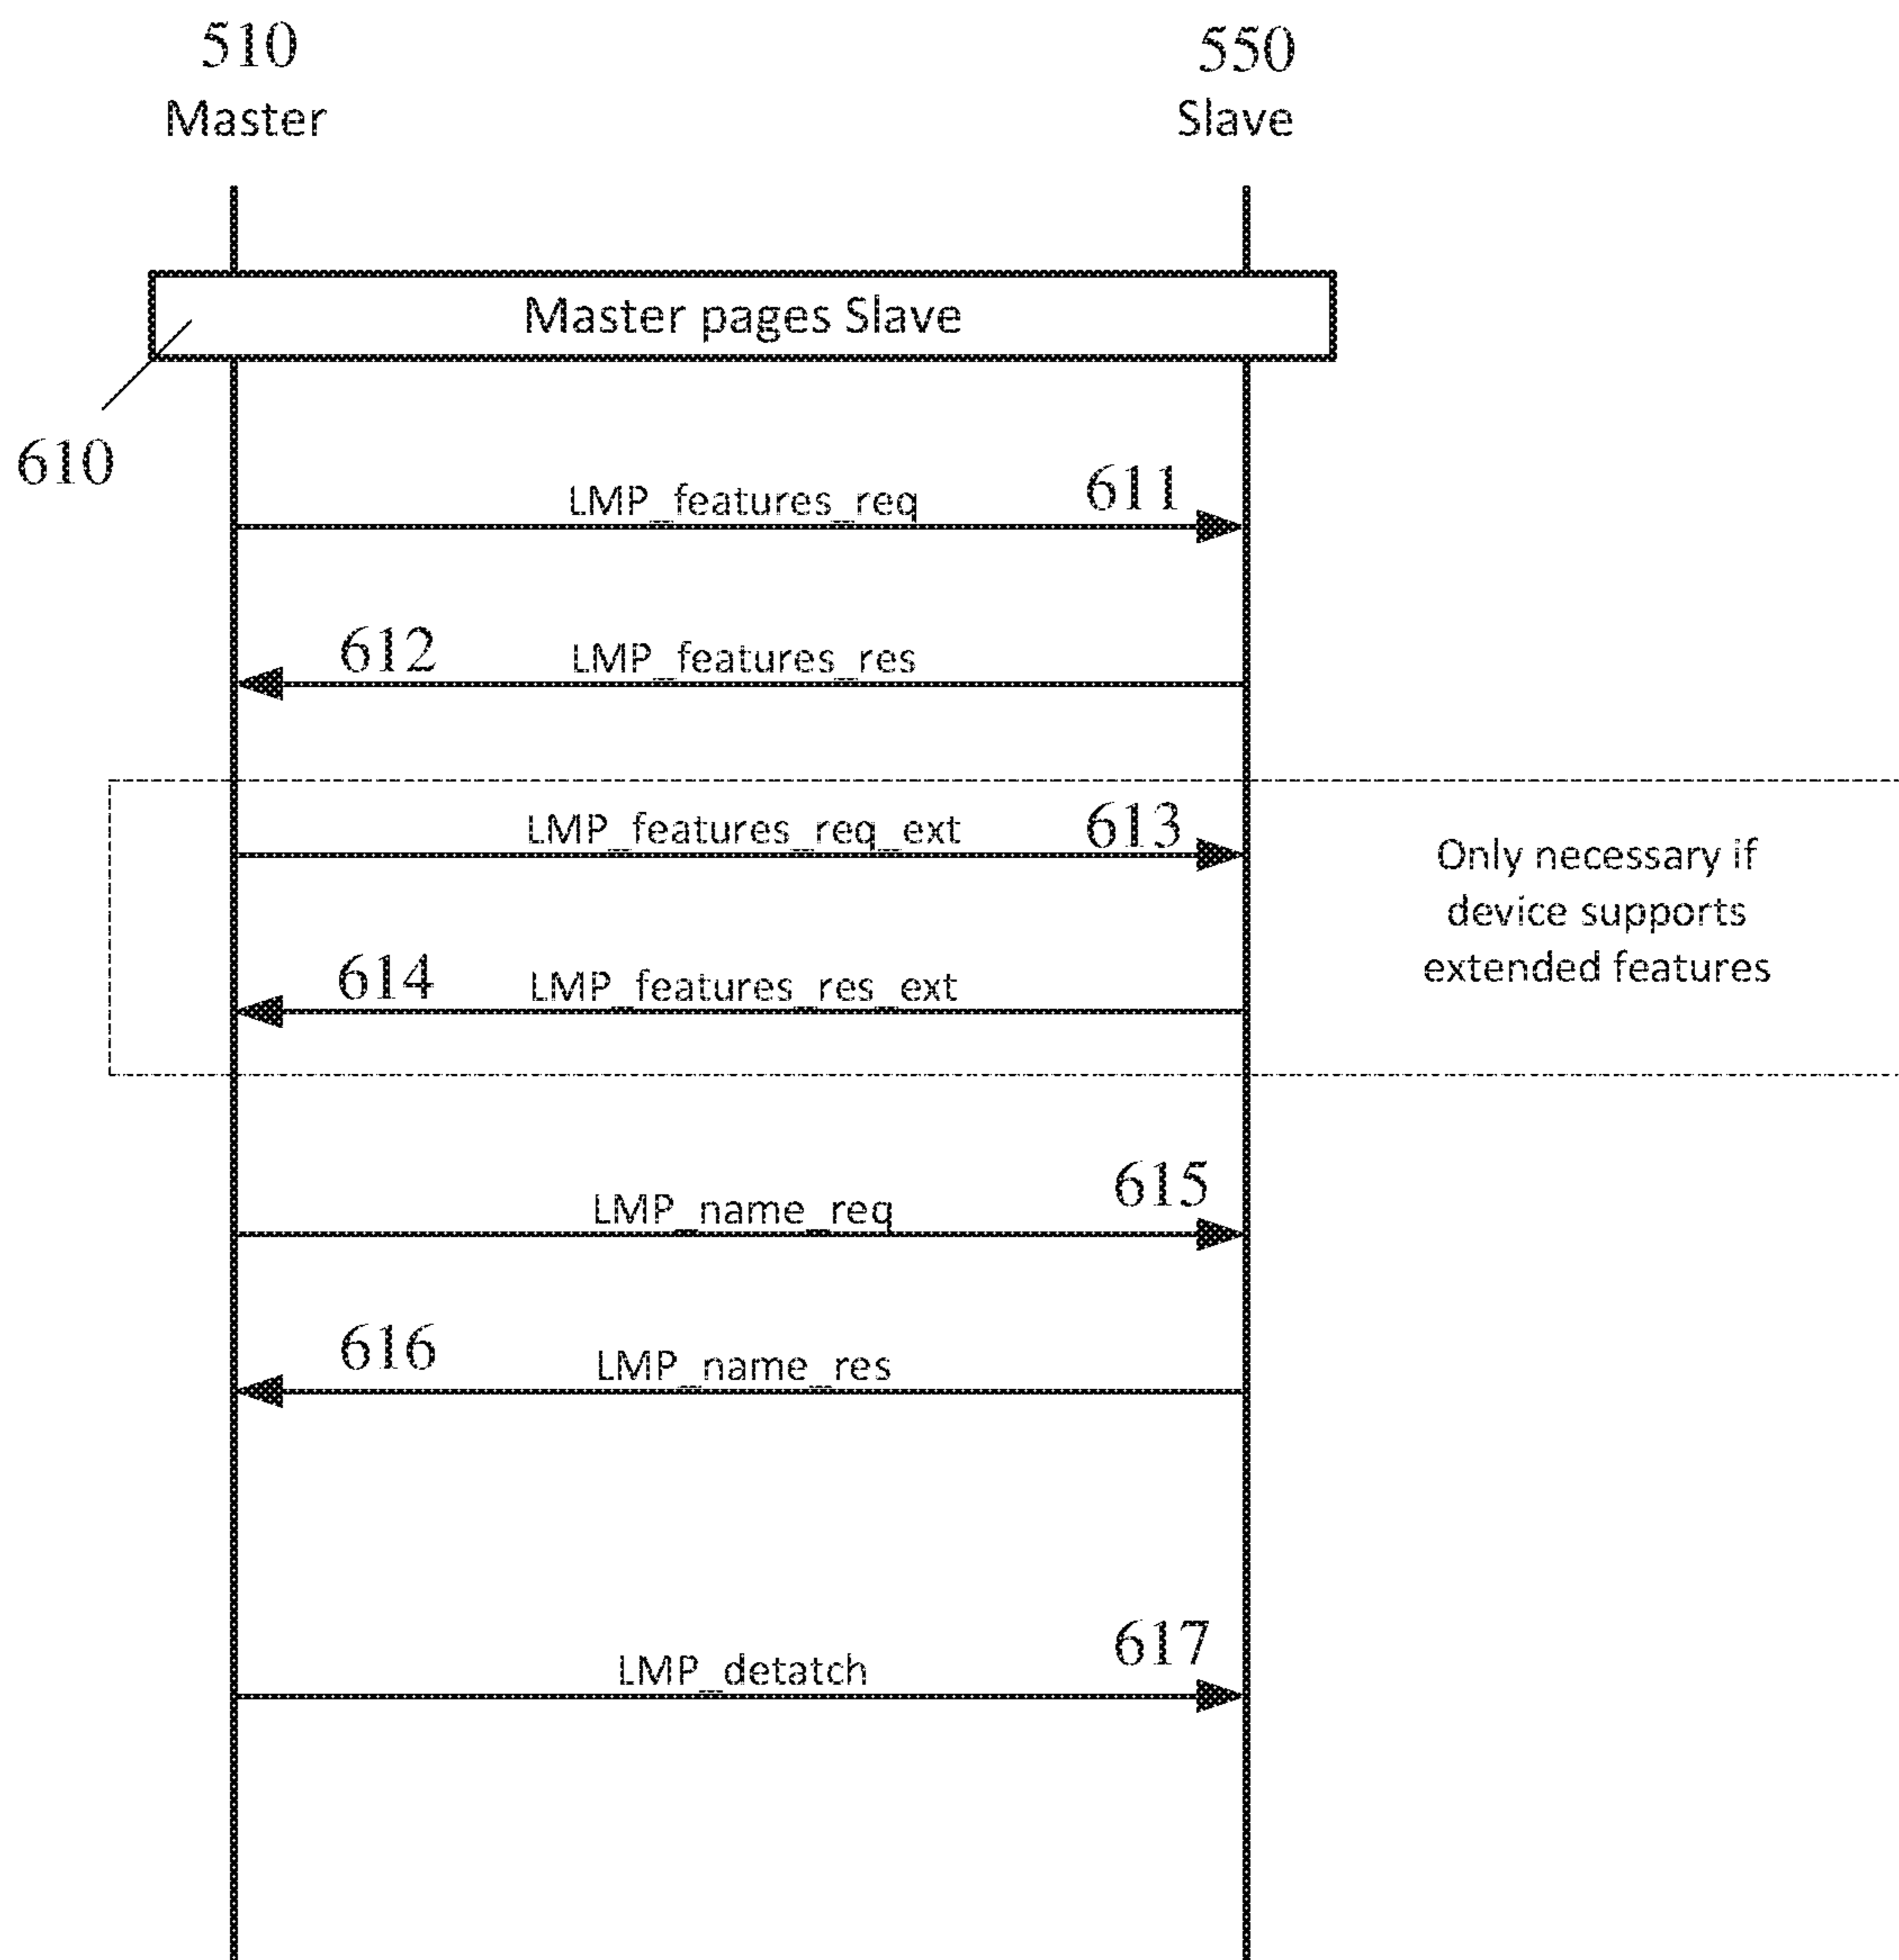 510
Master
550
Slave
Master pages Slave
610
LMP_features_req
611
612
LMP_features_res
LMP_features_req_ext
613
Only necessary if
device supports
extended features
614
LMP_features_res_ext
LMP_name_req
615
616
LMP_name_res
LMP_detatch
617